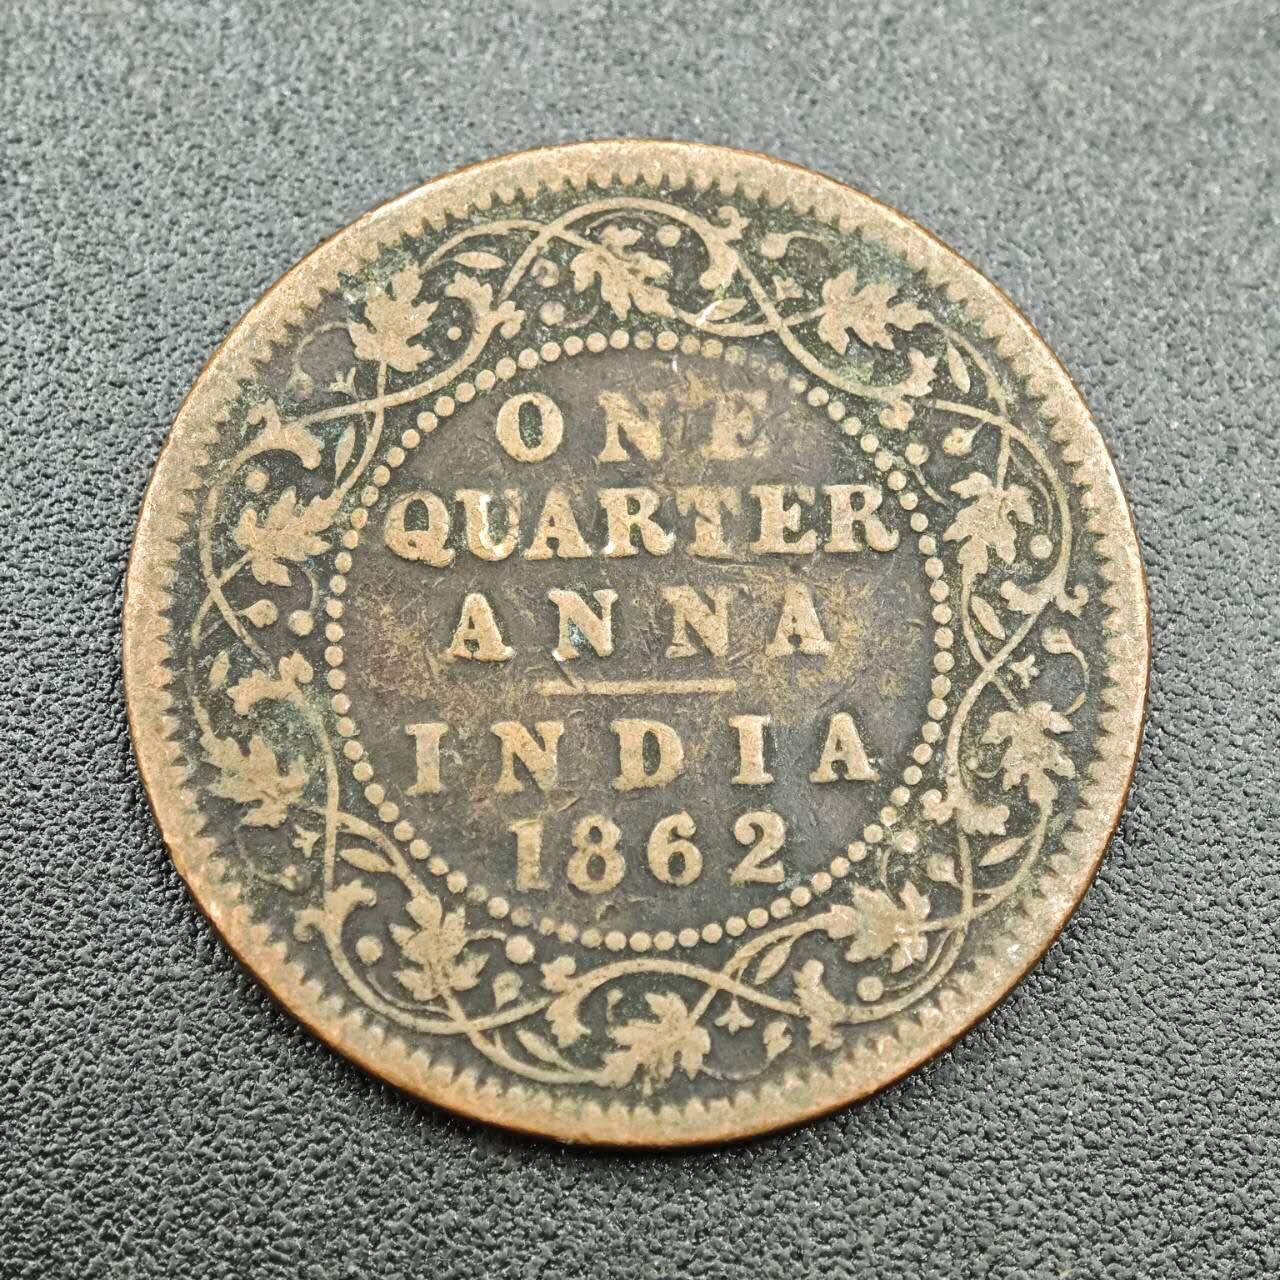 ONE
QUARTER
ANNA
INDIA
1862